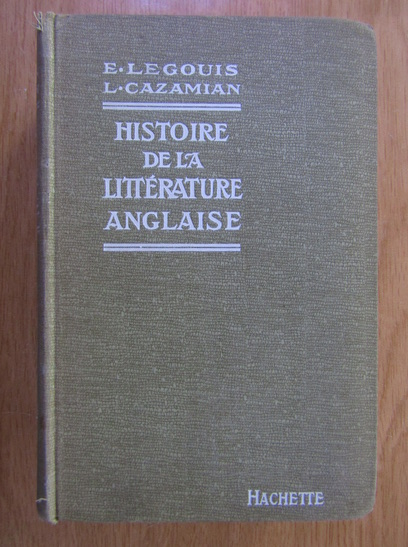 E. LEGOUIS
L. CAZAMIAN
HISTOIRE
DE LA
LITTÉRATURE
ANGLAISE
HACHETTE